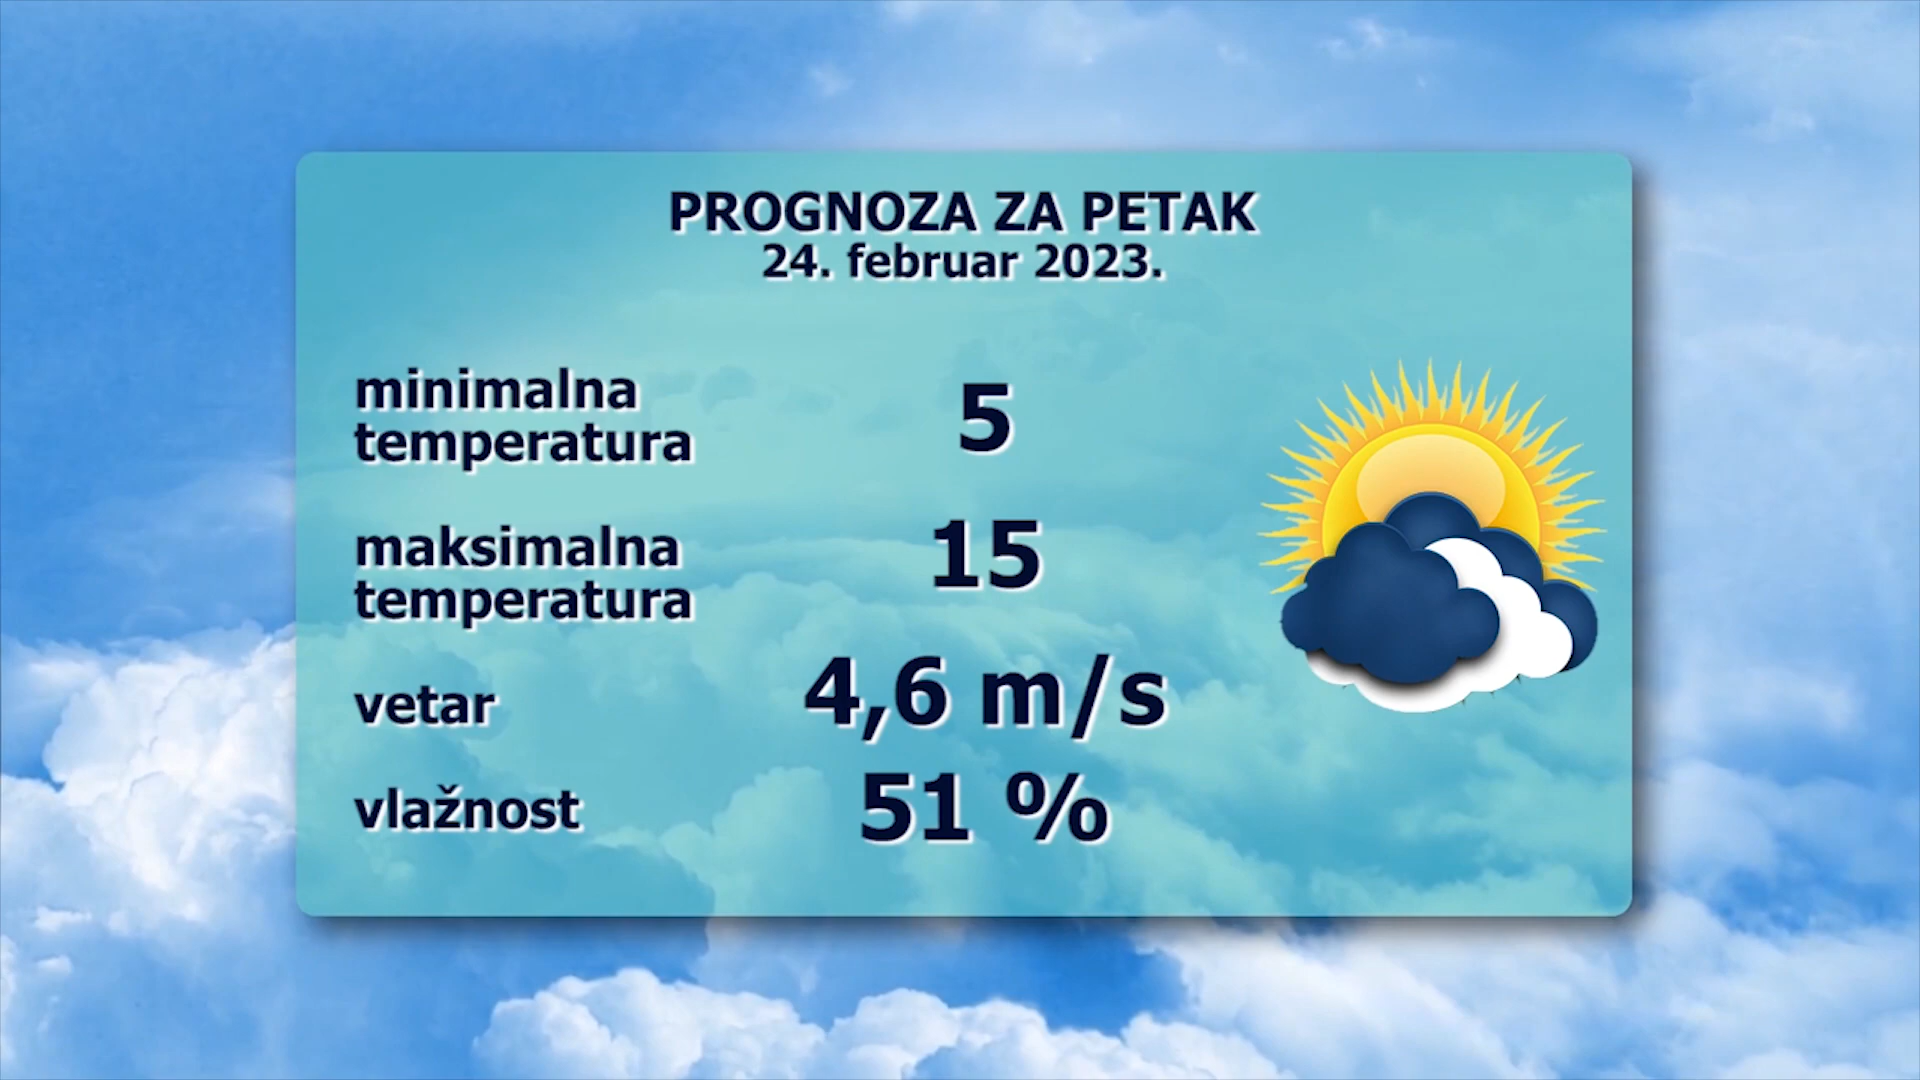 PROGNOZA ZA PETAK
24. februar 2023.
minimalna
temperatura
5
maksimalna
temperatura
15
vetar
4,6 m/s
vlažnost
51 %